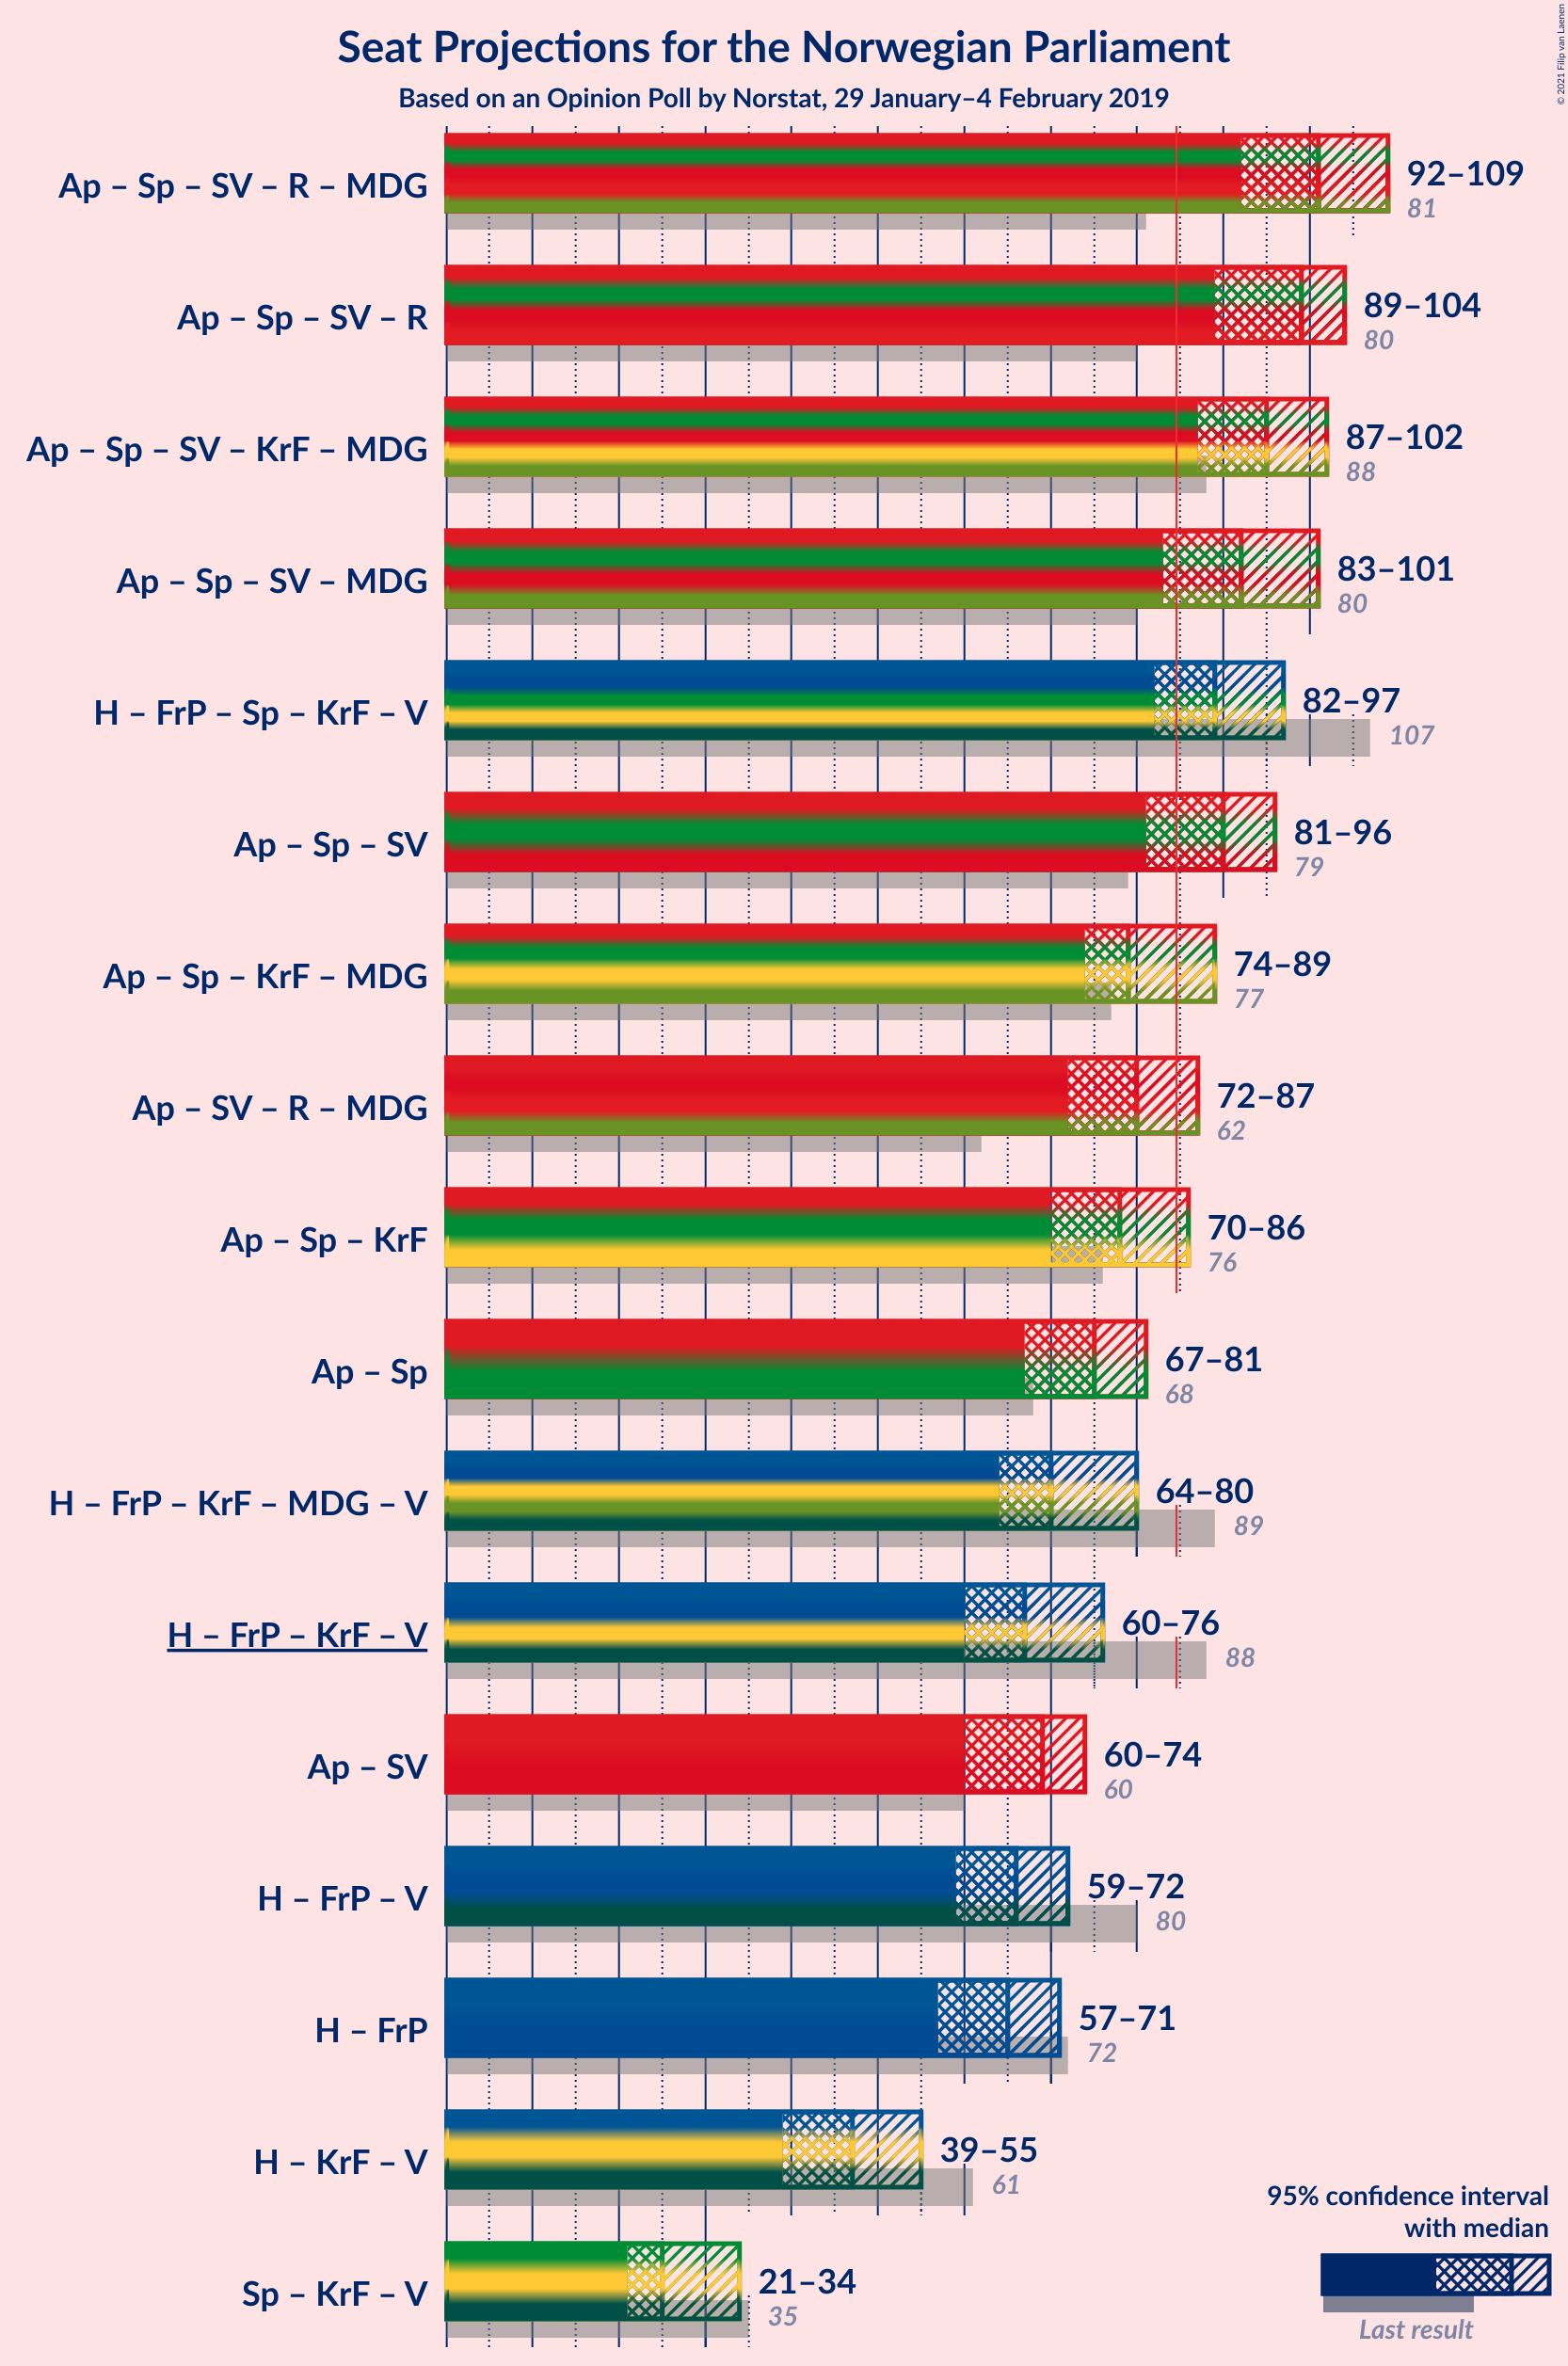 Seat Projections for the Norwegian Parliament
Based on an Opinion Poll by Norstat, 29 January–4 February 2019
© 2021 Filip van Laenen
Ap – Sp – SV – R – MDG
92–109
81
Ap – Sp – SV – R
89–104
80
Ap – Sp – SV – KrF – MDG
87–102
88
Ap – Sp – SV – MDG
83–101
80
H – FrP – Sp – KrF – V
82–97
107
Ap – Sp – SV
81–96
79
Ap – Sp – KrF – MDG
74–89
77
Ap – SV – R – MDG
72–87
62
Ap – Sp – KrF
70–86
76
Ap – Sp
67–81
68
H – FrP – KrF – MDG – V
64–80
89
H – FrP – KrF – V
60–76
88
Ap – SV
60–74
60
H – FrP – V
59–72
80
H – FrP
57–71
72
H – KrF – V
39–55
61
Sp – KrF – V
21–34
35
95% confidence interval
with median
Last result